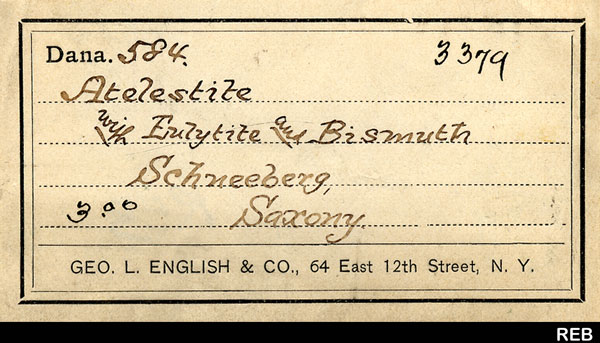 Dana. 584. 3379
Atelestite
with Eulytite and Bismuth
Schneeberg,
3.00 Saxony.
GEO. L. ENGLISH & CO., 64 East 12th Street, N. Y.
REB